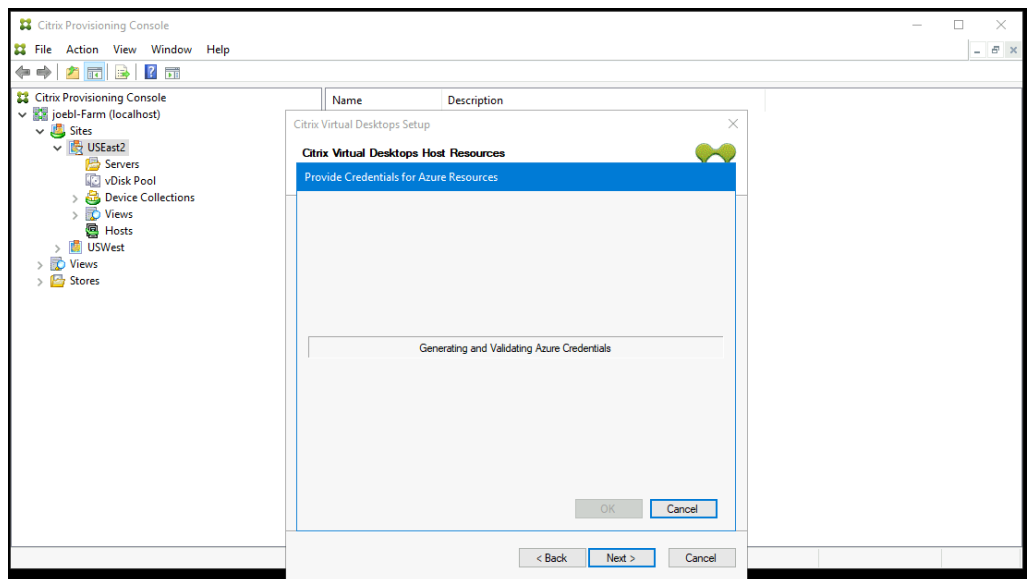 Citrix Provisioning Console
File Action View Window Help
Citrix Provisioning Console
joebl-Farm (localhost)
Sites
USEast2
Servers
vDisk Pool
Device Collections
Views
Hosts
USWest
Views
Stores
Name Description
Citrix Virtual Desktops Setup
Citrix Virtual Desktops Host Resources
Provide Credentials for Azure Resources
Generating and Validating Azure Credentials
OK Cancel
< Back Next > Cancel